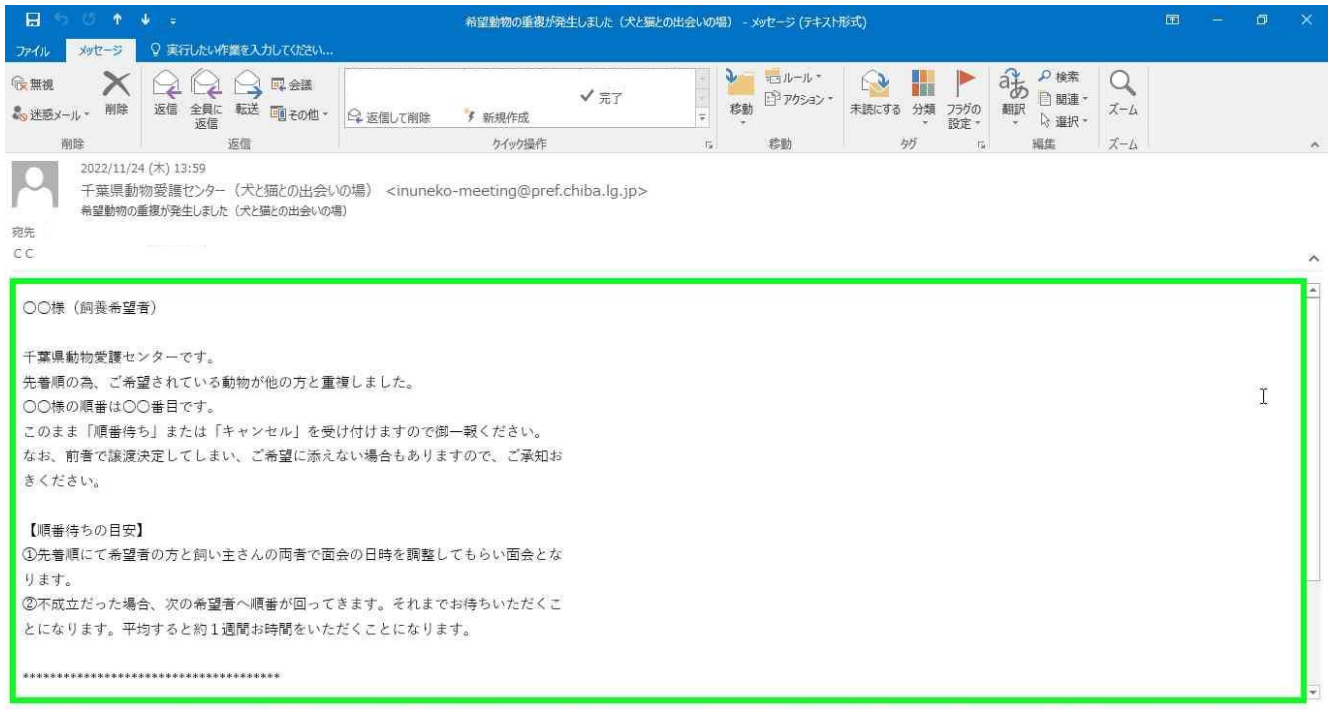 希望動物の重複が発生しました（犬と猫との出会いの場） - メッセージ (テキスト形式)
ファイル メッセージ 実行したい作業を入力してください...
無視
迷惑メール
削除
削除
返信
全員に返信
転送
会議
その他
返信
返信して削除
完了
新規作成
クイック操作
移動
ルール
アクション
移動
未読にする
分類
フラグの設定
タグ
翻訳
検索
関連
選択
編集
ズーム
ズーム
2022/11/24 (木) 13:59
千葉県動物愛護センター（犬と猫との出会いの場） <inuneko-meeting@pref.chiba.lg.jp>
希望動物の重複が発生しました（犬と猫との出会いの場）
宛先
CC
〇〇様（飼養希望者）
千葉県動物愛護センターです。
先着順の為、ご希望されている動物が他の方と重複しました。
〇〇様の順番は〇〇番目です。
このまま「順番待ち」または「キャンセル」を受け付けますので御一報ください。
なお、前者で譲渡決定してしまい、ご希望に添えない場合もありますので、ご承知お
きください。
【順番待ちの目安】
①先着順にて希望者の方と飼い主さんの両者で面会の日時を調整してもらい面会とな
ります。
②不成立だった場合、次の希望者へ順番が回ってきます。それまでお待ちいただくこ
とになります。平均すると約１週間お時間をいただくことになります。
**************************************